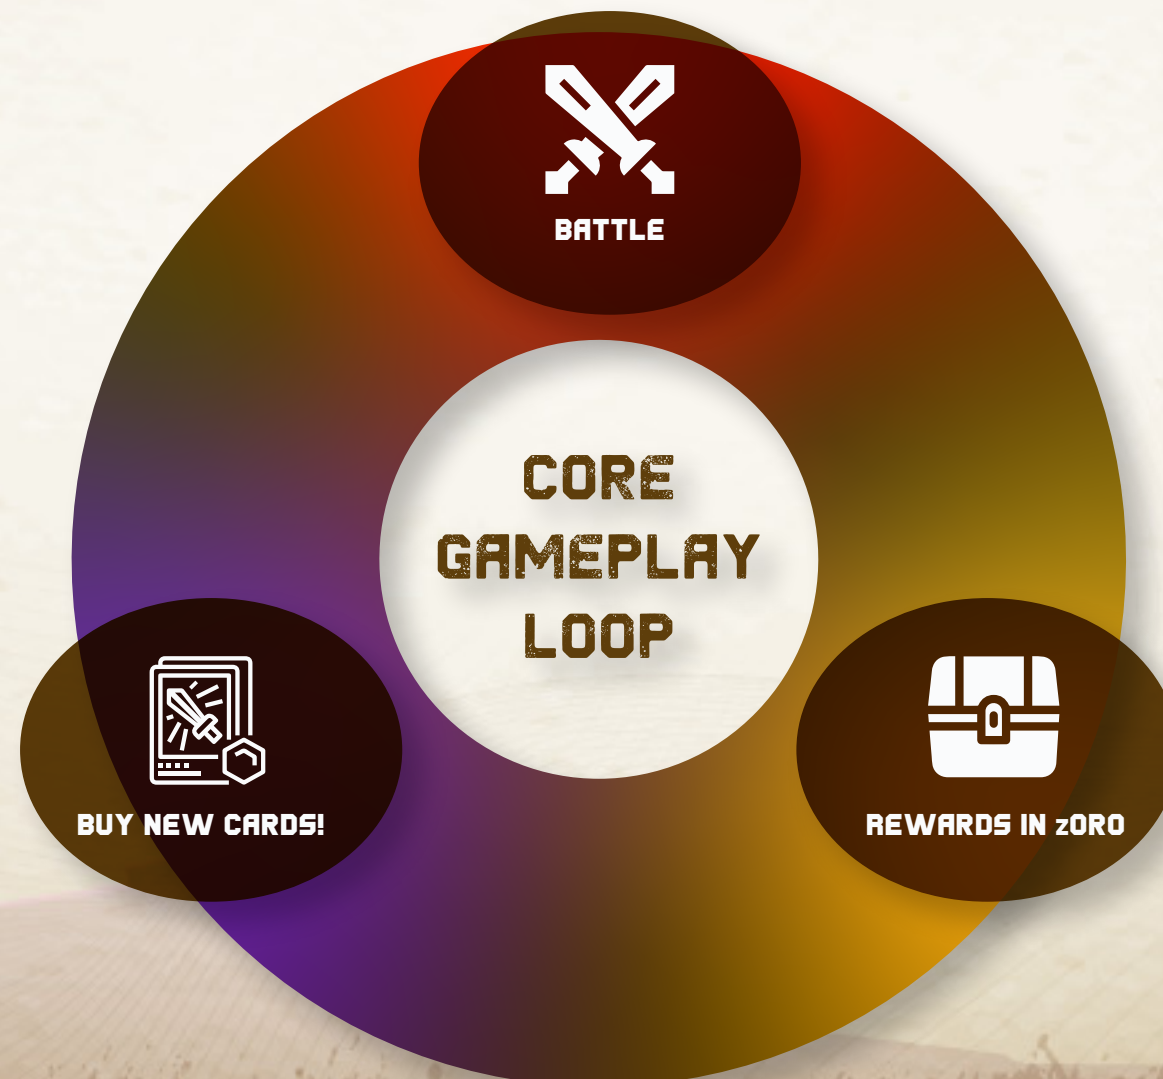 BATTLE
CORE
GAMEPLAY
LOOP
BUY NEW CARDS!
REWARDS IN zORO